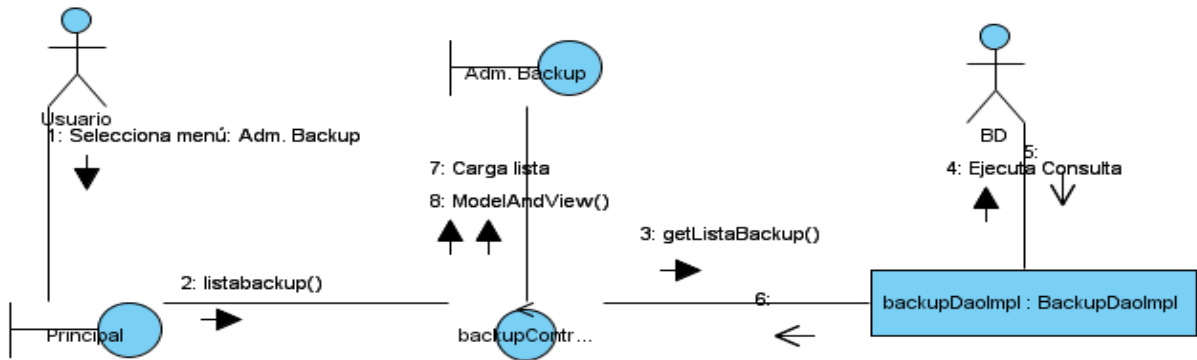 Adm. Backup
Usuario
BD
1: Selecciona menú: Adm. Backup
5:
7: Carga lista
4: Ejecuta Consulta
8: ModelAndView()
3: getListaBackup()
2: listabackup()
6:
backupDaoImpl : BackupDaoImpl
Principal
backupContr...